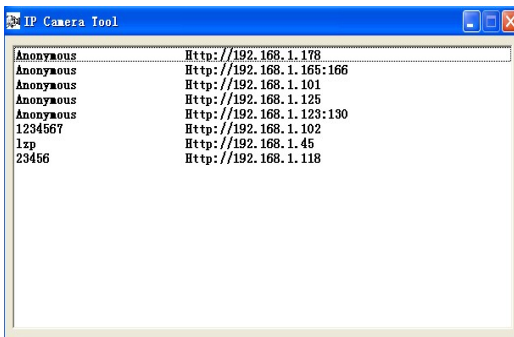 IP Camera Tool
Anonymous Http://192.168.1.178
Anonymous Http://192.168.1.165:166
Anonymous Http://192.168.1.101
Anonymous Http://192.168.1.125
Anonymous Http://192.168.1.123:130
1234567 Http://192.168.1.102
lzp Http://192.168.1.45
23456 Http://192.168.1.118